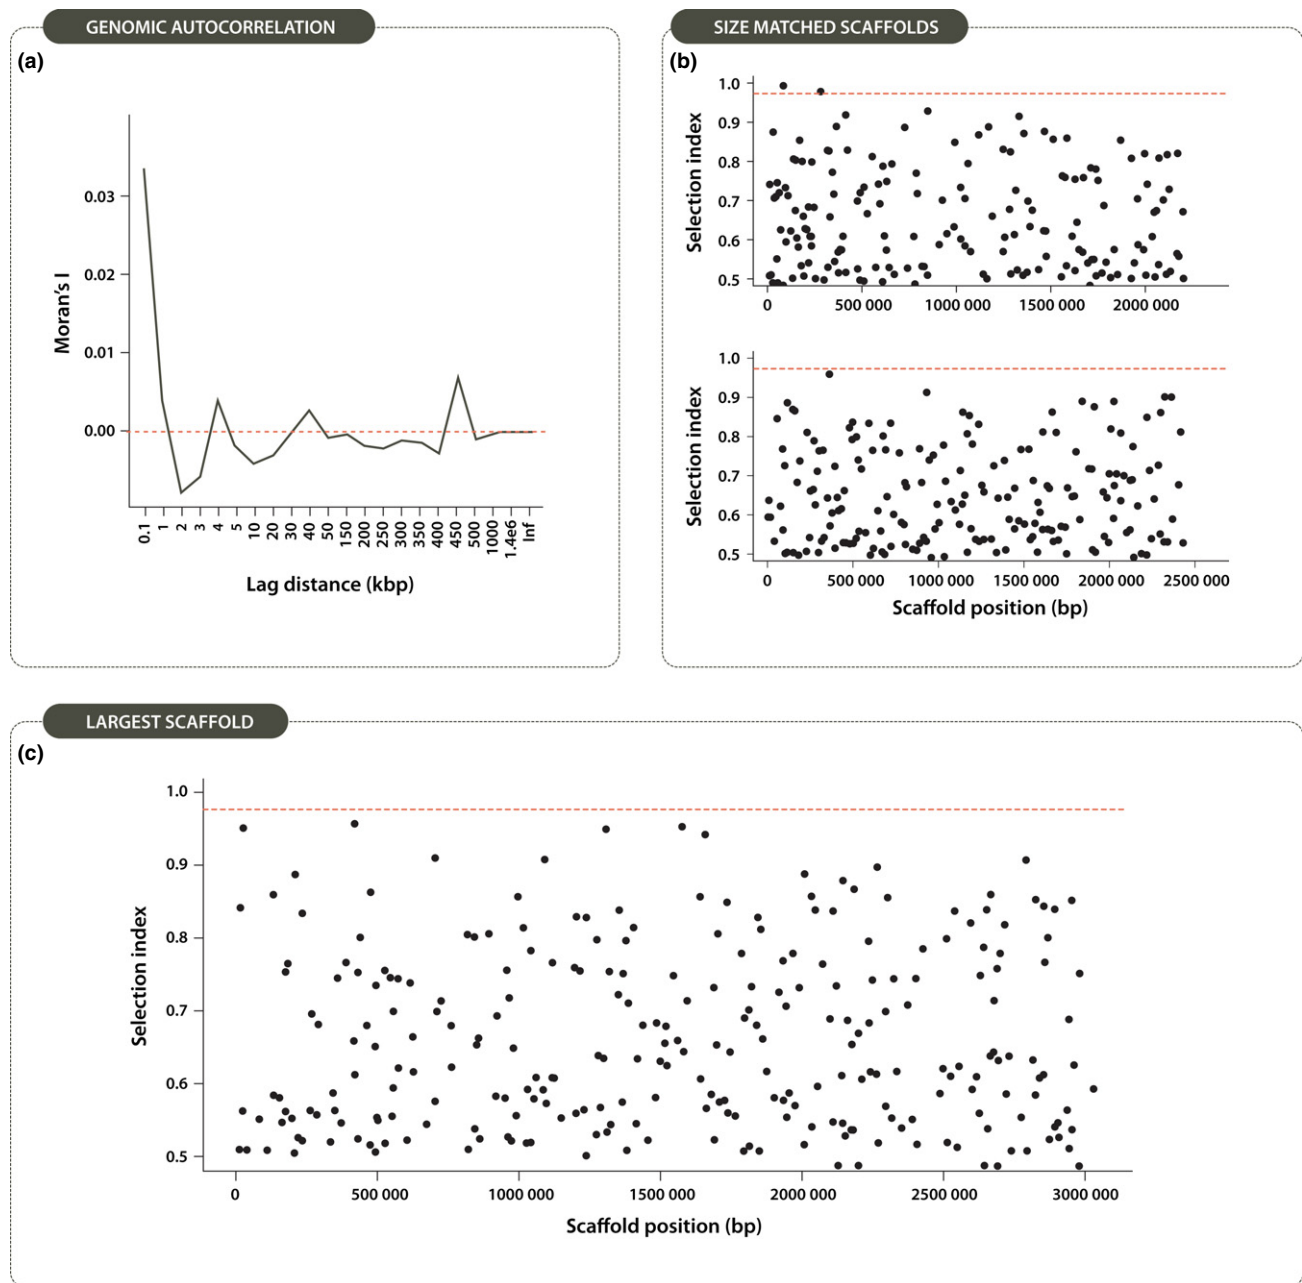 GENOMIC AUTOCORRELATION
(a)
Moran's I
0.03
0.02
0.01
0.00
0.1 1 2 3 4 5 10 20 30 40 50 150 200 250 300 350 400 450 500 1000 1.4e6 Inf
Lag distance (kbp)
SIZE MATCHED SCAFFOLDS
(b)
Selection index
1.0
0.9
0.8
0.7
0.6
0.5
0 500 000 1000 000 1500 000 2000 000
Selection index
1.0
0.9
0.8
0.7
0.6
0.5
0 500 000 1000 000 1500 000 2000 000 2500 000
Scaffold position (bp)
LARGEST SCAFFOLD
(c)
Selection index
1.0
0.9
0.8
0.7
0.6
0.5
0 500 000 1000 000 1500 000 2000 000 2500 000 3000 000
Scaffold position (bp)